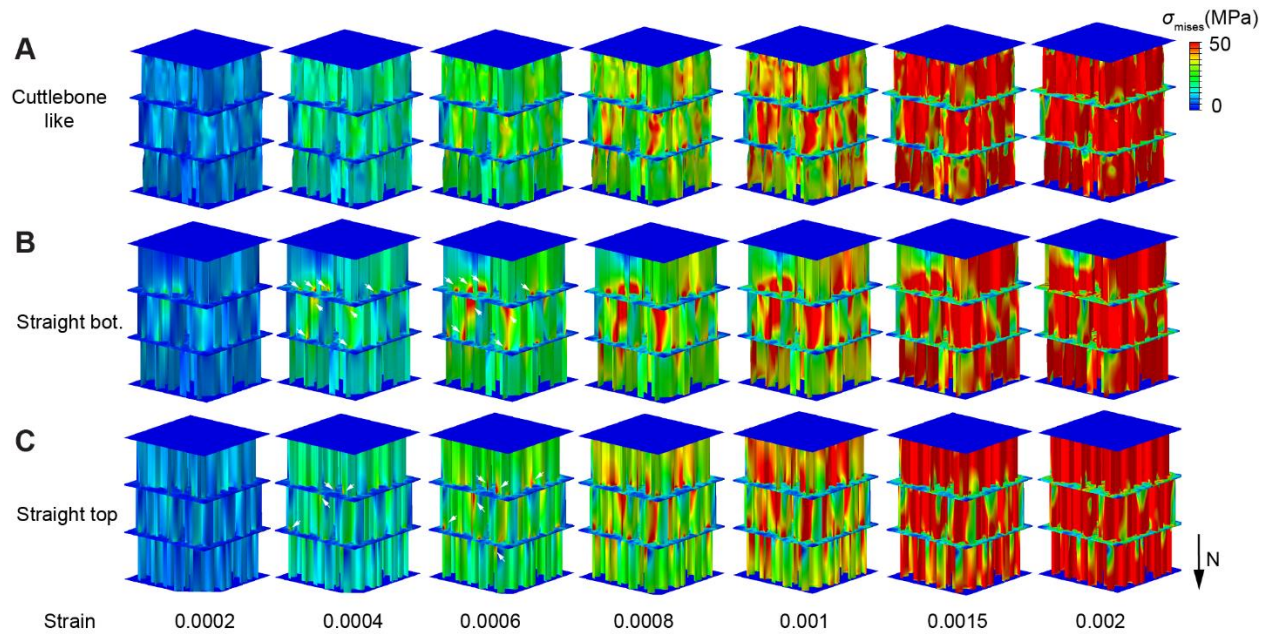 σmises(MPa)
50
0
A
Cuttlebone
like
B
Straight bot.
C
Straight top
N
Strain 0.0002 0.0004 0.0006 0.0008 0.001 0.0015 0.002